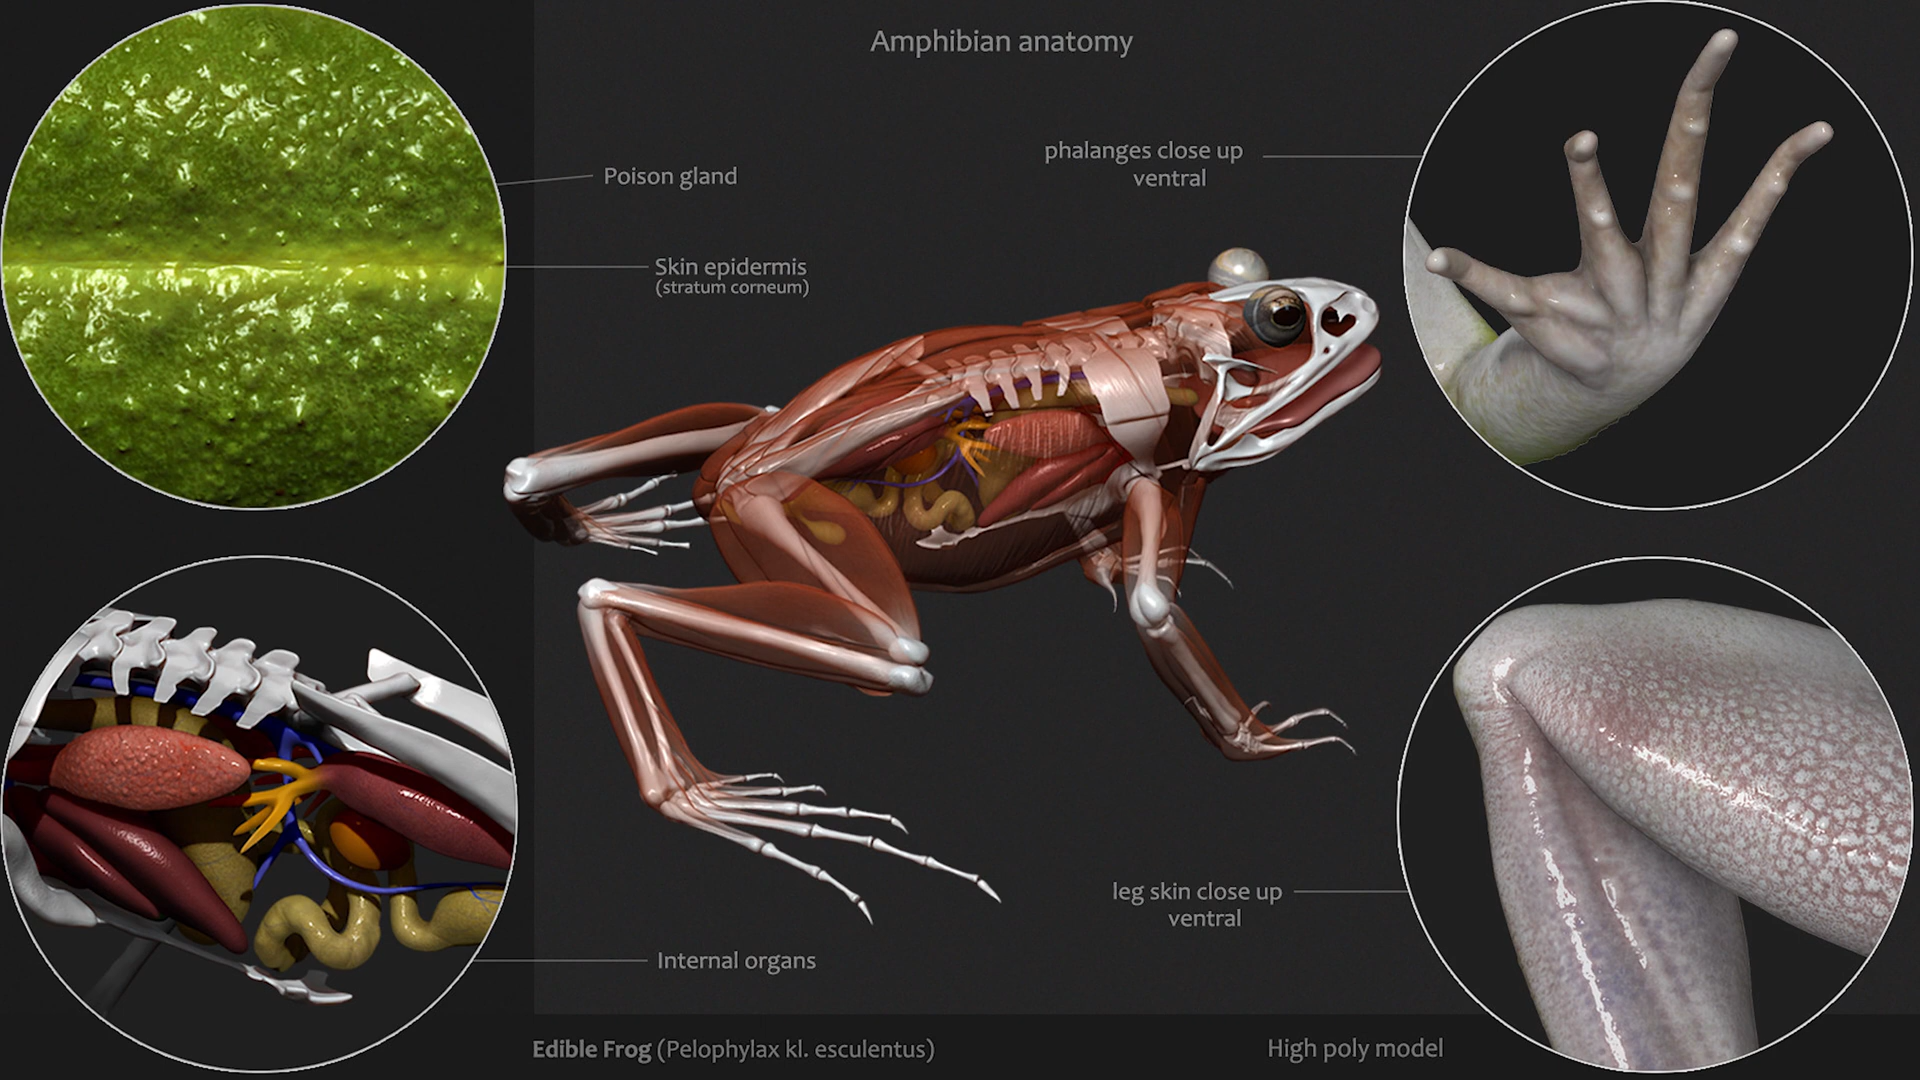 Amphibian anatomy
Poison gland
Skin epidermis
(stratum corneum)
phalanges close up
ventral
leg skin close up
ventral
Internal organs
Edible Frog (Pelophylax kl. esculentus)
High poly model